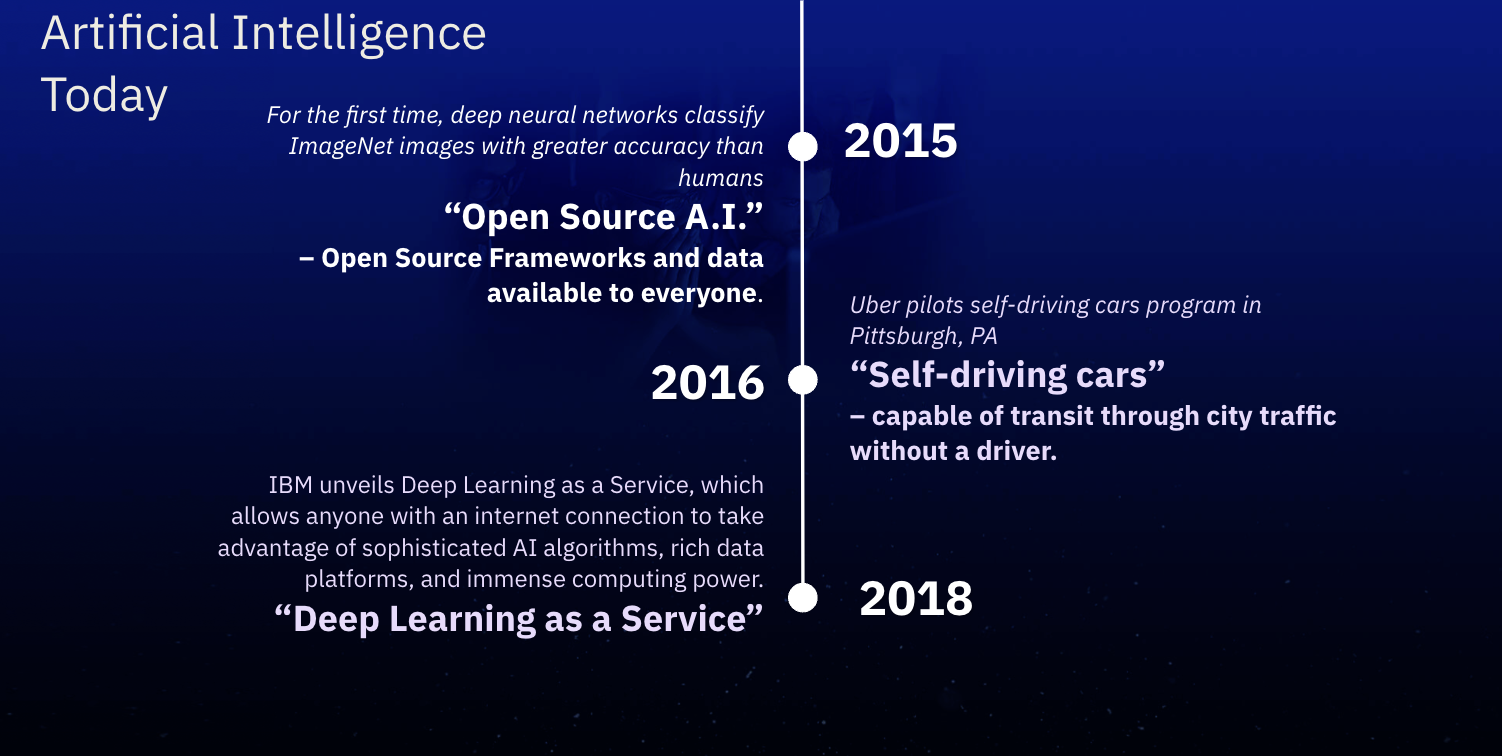 Artificial Intelligence
Today
For the first time, deep neural networks classify
ImageNet images with greater accuracy than
humans
“Open Source A.I.”
– Open Source Frameworks and data
available to everyone.
2015
Uber pilots self-driving cars program in
Pittsburgh, PA
“Self-driving cars”
– capable of transit through city traffic
without a driver.
2016
IBM unveils Deep Learning as a Service, which
allows anyone with an internet connection to take
advantage of sophisticated AI algorithms, rich data
platforms, and immense computing power.
“Deep Learning as a Service”
2018